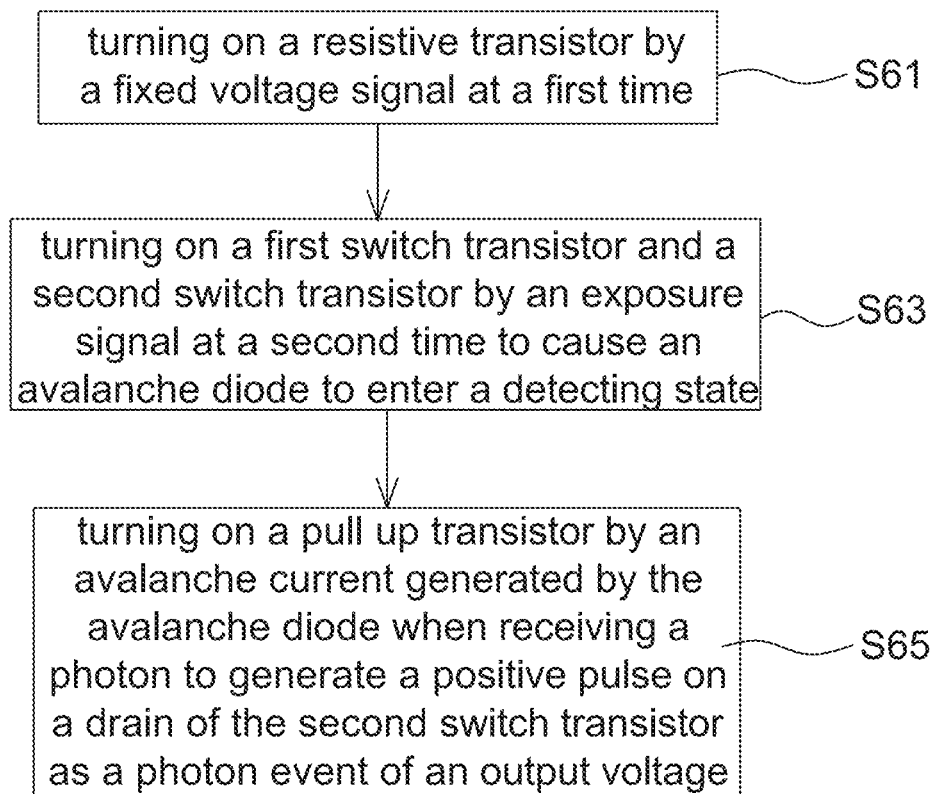 turning on a resistive transistor by
a fixed voltage signal at a first time
S61
turning on a first switch transistor and a
second switch transistor by an exposure
signal at a second time to cause an
avalanche diode to enter a detecting state
S63
turning on a pull up transistor by an
avalanche current generated by the
avalanche diode when receiving a
photon to generate a positive pulse on
a drain of the second switch transistor
as a photon event of an output voltage
S65